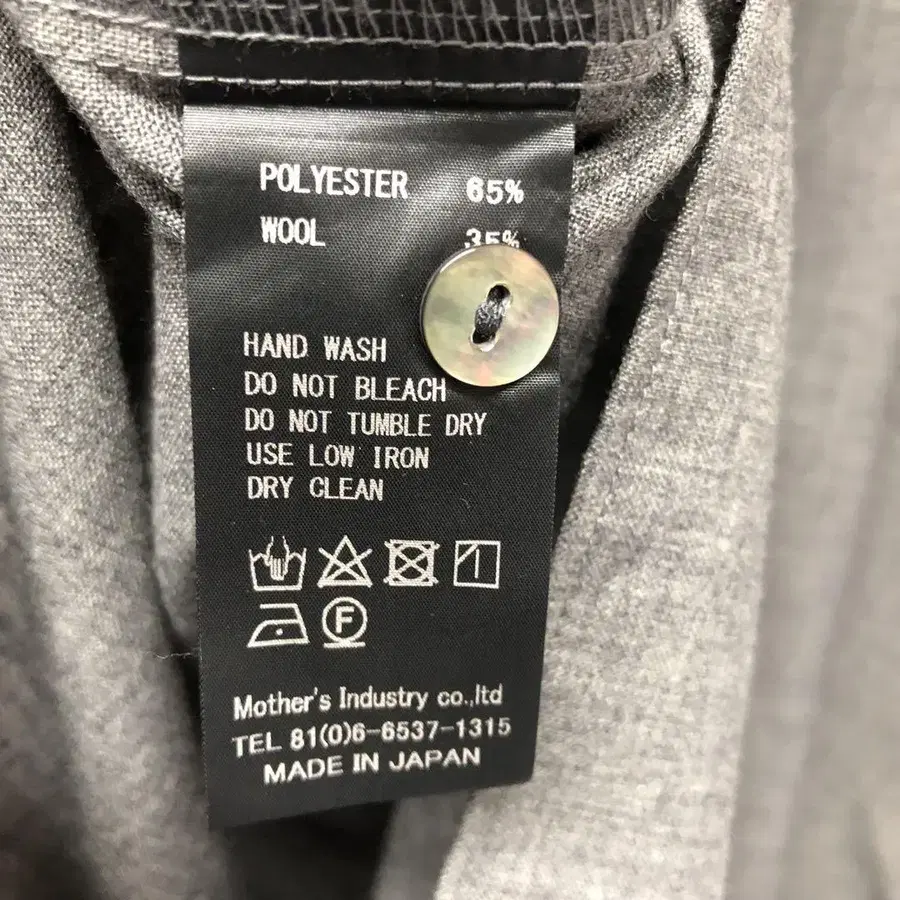 POLYESTER 65%
WOOL 35%
HAND WASH
DO NOT BLEACH
DO NOT TUMBLE DRY
USE LOW IRON
DRY CLEAN
F
Mother's Industry co.,ltd
TEL 81(0)6-6537-1315
MADE IN JAPAN